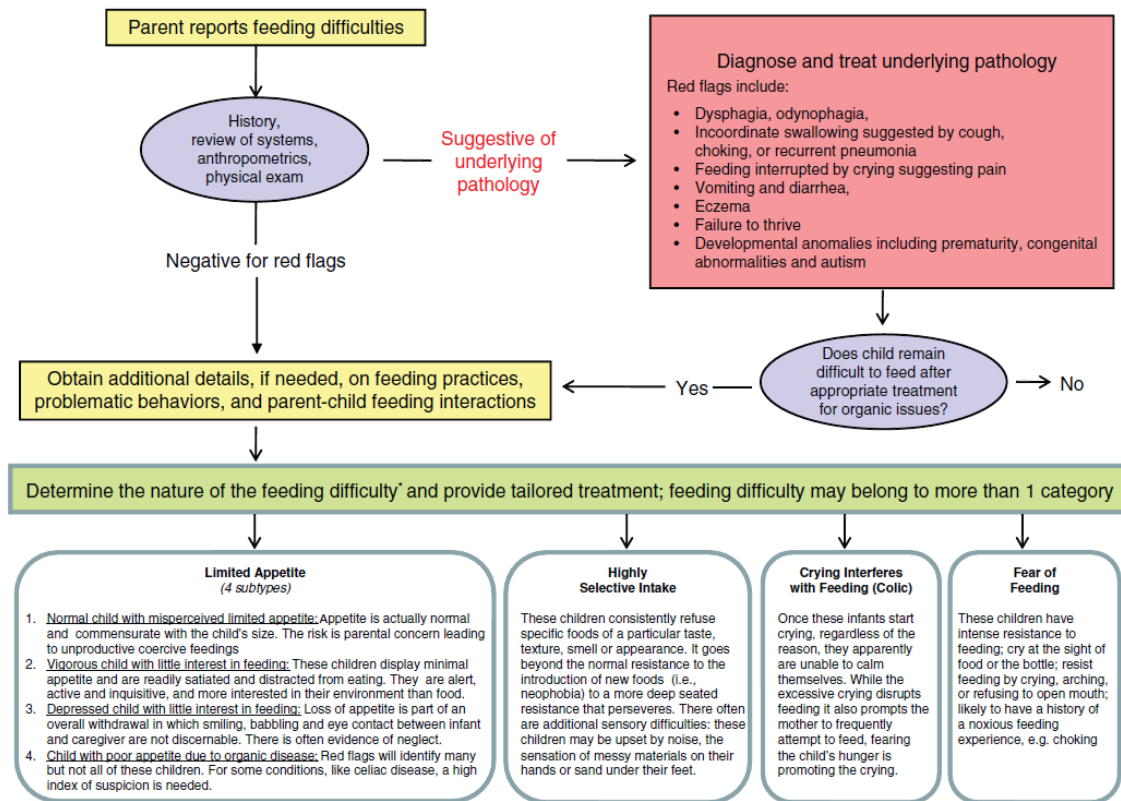 Parent reports feeding difficulties
History,
review of systems,
anthropometrics,
physical exam
Suggestive of
underlying
pathology
Diagnose and treat underlying pathology
Red flags include:
• Dysphagia, odynophagia,
• Incoordinate swallowing suggested by cough,
choking, or recurrent pneumonia
• Feeding interrupted by crying suggesting pain
• Vomiting and diarrhea,
• Eczema
• Failure to thrive
• Developmental anomalies including prematurity, congenital
abnormalities and autism
Negative for red flags
Does child remain
difficult to feed after
appropriate treatment
for organic issues?
No
Yes
Obtain additional details, if needed, on feeding practices,
problematic behaviors, and parent-child feeding interactions
Determine the nature of the feeding difficulty* and provide tailored treatment; feeding difficulty may belong to more than 1 category
Limited Appetite
(4 subtypes)
1. Normal child with misperceived limited appetite: Appetite is actually normal
and commensurate with the child's size. The risk is parental concern leading
to unproductive coercive feedings
2. Vigorous child with little interest in feeding: These children display minimal
appetite and are readily satiated and distracted from eating. They are alert,
active and inquisitive, and more interested in their environment than food.
3. Depressed child with little interest in feeding: Loss of appetite is part of an
overall withdrawal in which smiling, babbling and eye contact between infant
and caregiver are not discernable. There is often evidence of neglect.
4. Child with poor appetite due to organic disease: Red flags will identify many
but not all of these children. For some conditions, like celiac disease, a high
index of suspicion is needed.
Highly
Selective Intake
These children consistently refuse
specific foods of a particular taste,
texture, smell or appearance. It goes
beyond the normal resistance to the
introduction of new foods (i.e.,
neophobia) to a more deep seated
resistance that perseveres. There often
are additional sensory difficulties: these
children may be upset by noise, the
sensation of messy materials on their
hands or sand under their feet.
Crying Interferes
with Feeding (Colic)
Once these infants start
crying, regardless of the
reason, they apparently
are unable to calm
themselves. While the
excessive crying disrupts
feeding it also prompts the
mother to frequently
attempt to feed, fearing
the child's hunger is
promoting the crying.
Fear of
Feeding
These children have
intense resistance to
feeding; cry at the sight of
food or the bottle; resist
feeding by crying, arching,
or refusing to open mouth;
likely to have a history of
a noxious feeding
experience, e.g. choking